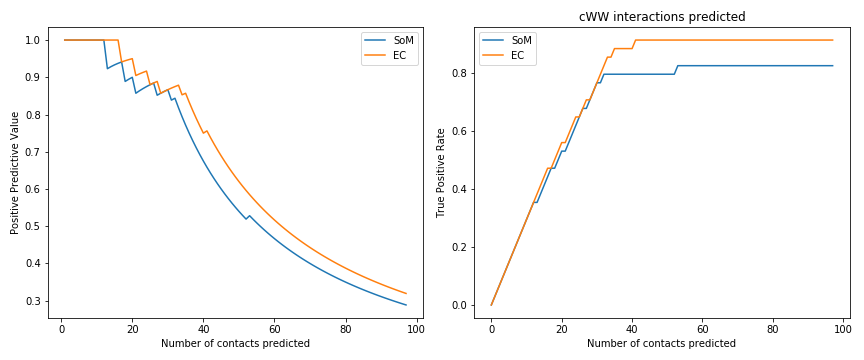 1.0
0.9
0.8
0.7
0.6
0.5
0.4
0.3
Positive Predictive Value
0 20 40 60 80 100
Number of contacts predicted
SoM
EC
cWW interactions predicted
0.8
0.6
0.4
0.2
0.0
True Positive Rate
0 20 40 60 80 100
Number of contacts predicted
SoM
EC